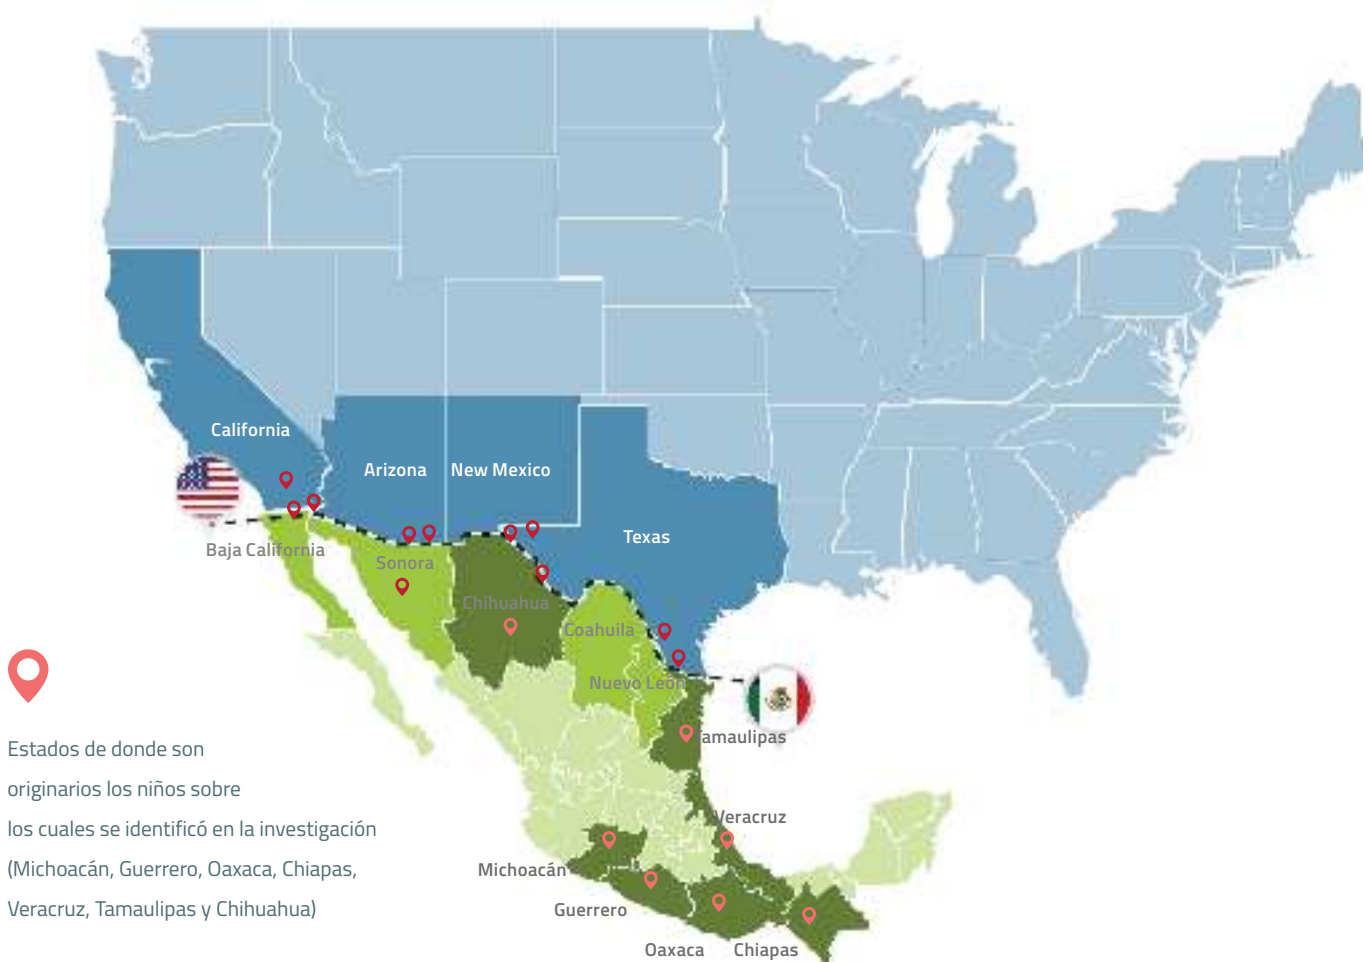 California
Arizona
New Mexico
Texas
Baja California
Sonora
Chihuahua
Coahuila
Nuevo León
Tamaulipas
Veracruz
Michoacán
Guerrero
Oaxaca
Chiapas
Estados de donde son
originarios los niños sobre
los cuales se identificó en la investigación
(Michoacán, Guerrero, Oaxaca, Chiapas,
Veracruz, Tamaulipas y Chihuahua)